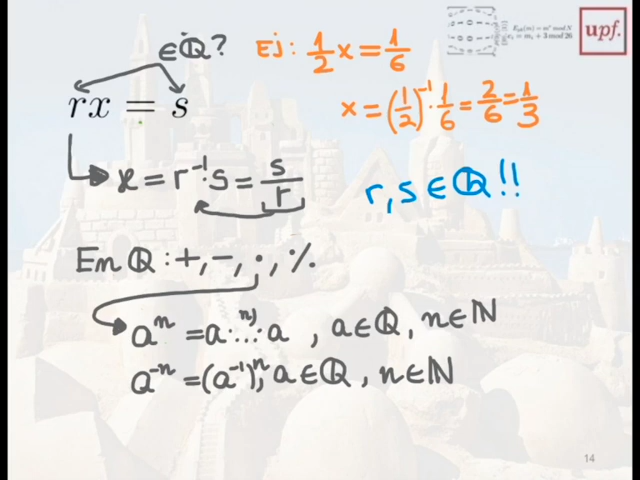 ∈ℚ?
Ej: 1/2 x = 1/6
rx = s
x = (1/2)⁻¹ · 1/6 = 2/6 = 1/3
x = r⁻¹ · s = s/r
r, s ∈ ℚ!!
En ℚ: +, -, ·, ⁒.
aⁿ = a · ...ⁿ⁾ · a , a∈ℚ, n∈ℕ
a⁻ⁿ = (a⁻¹)ⁿ, a∈ℚ, n∈ℕ
upf.
14